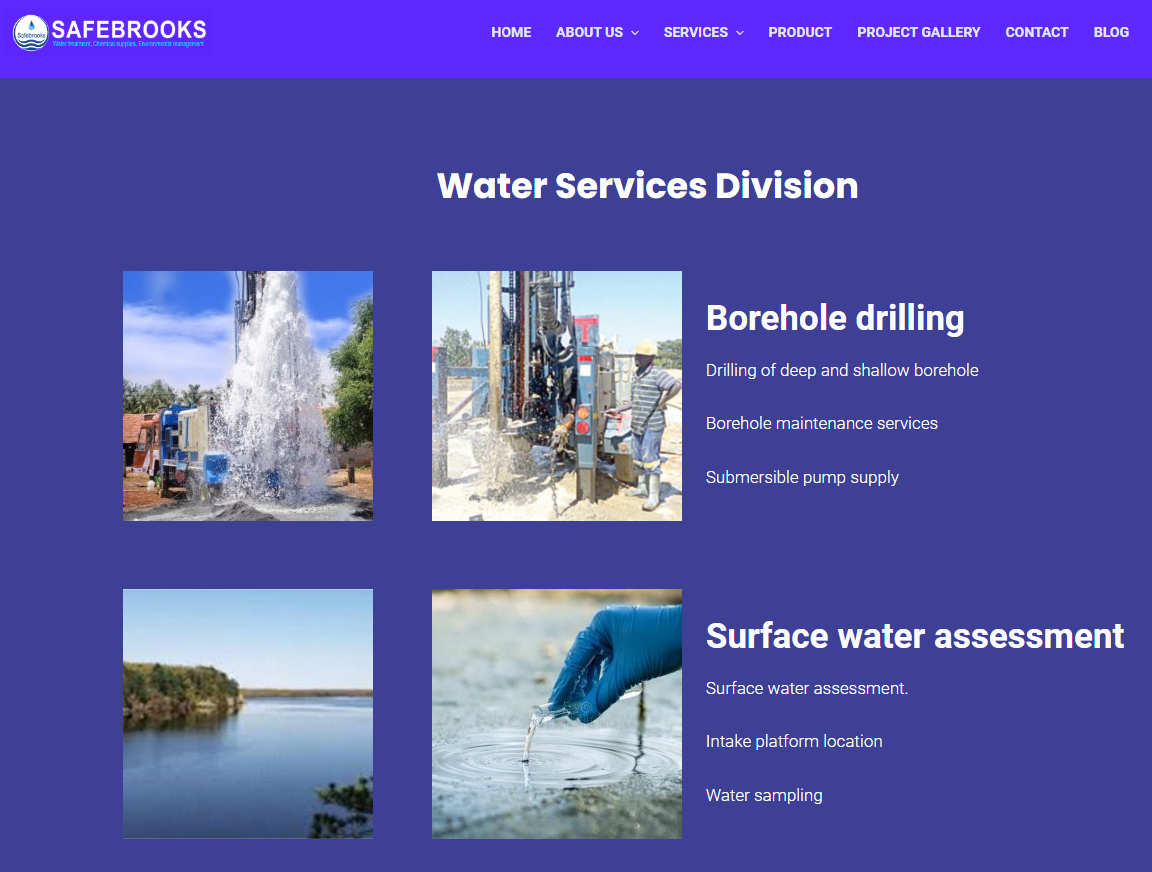 Safebrooks
SAFEBROOKS
Water treatment, Chemical supplies, Environmental management
HOME
ABOUT US
SERVICES
PRODUCT
PROJECT GALLERY
CONTACT
BLOG
Water Services Division
Borehole drilling
Drilling of deep and shallow borehole
Borehole maintenance services
Submersible pump supply
Surface water assessment
Surface water assessment.
Intake platform location
Water sampling